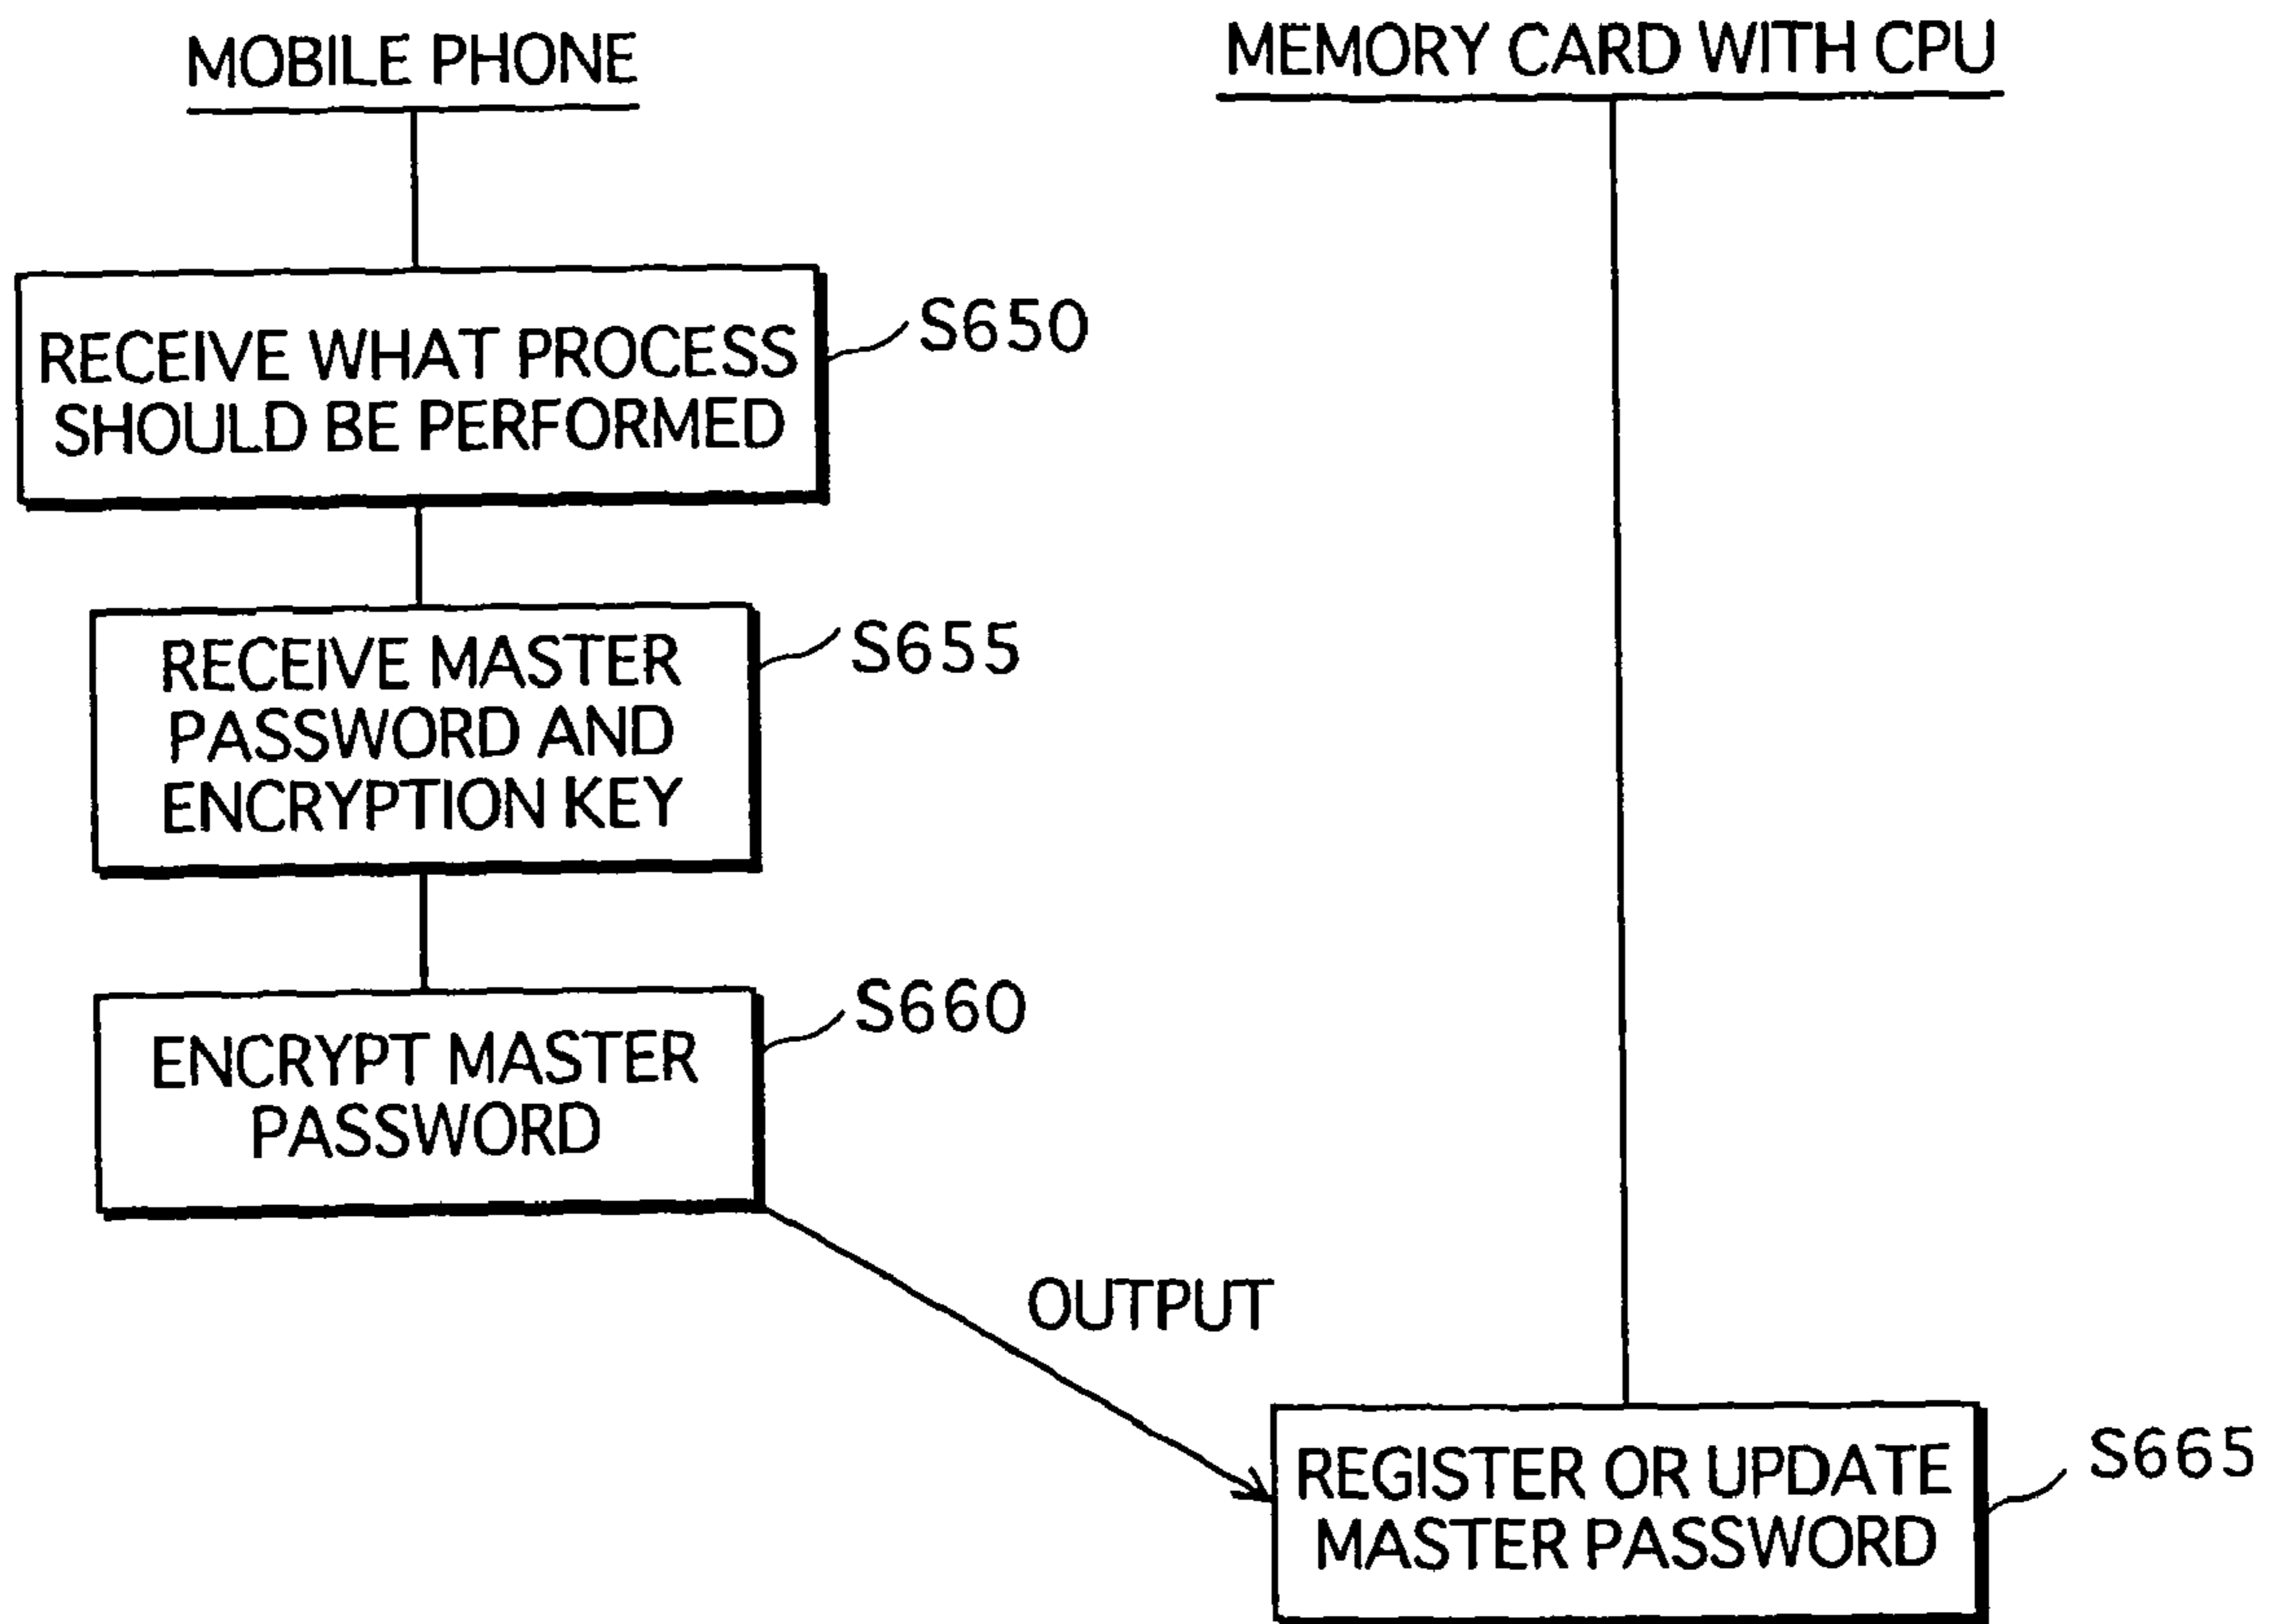 MOBILE PHONE
MEMORY CARD WITH CPU
RECEIVE WHAT PROCESS
SHOULD BE PERFORMED
S650
RECEIVE MASTER
PASSWORD AND
ENCRYPTION KEY
S655
ENCRYPT MASTER
PASSWORD
S660
OUTPUT
REGISTER OR UPDATE
MASTER PASSWORD
S665